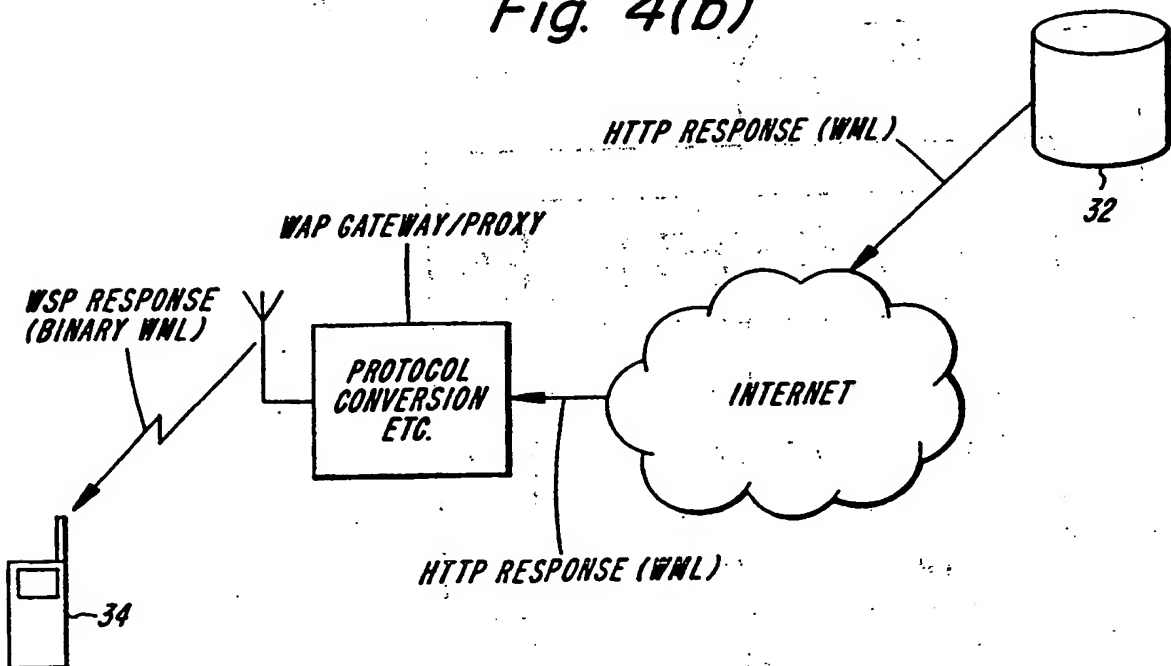 Fig. 4(b)
HTTP RESPONSE (WML)
32
WAP GATEWAY/PROXY
WSP RESPONSE
(BINARY WML)
PROTOCOL
CONVERSION
ETC.
INTERNET
HTTP RESPONSE (WML)
34